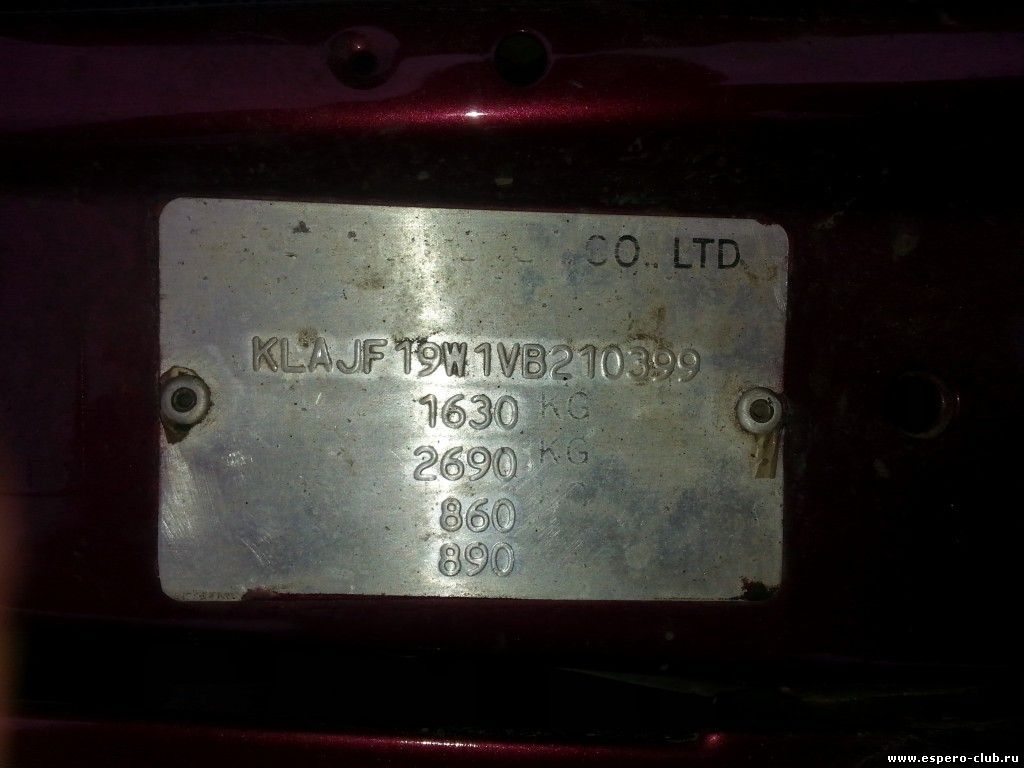 CO., LTD
KLAJF19W1VB210399
1630 KG
2690 KG
860
890
www.espero-club.ru